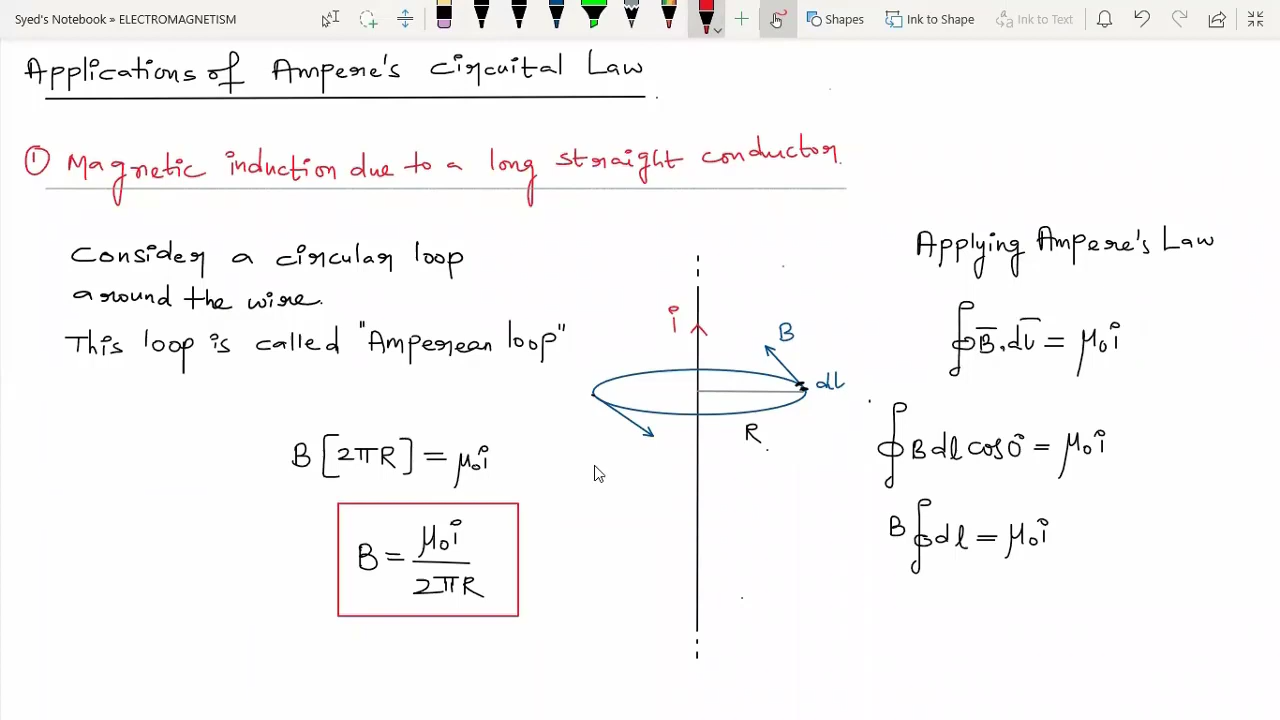 Syed's Notebook » ELECTROMAGNETISM
Shapes
Ink to Shape
Ink to Text
Applications of Ampere's circuital Law
① Magnetic induction due to a long straight conductor.
Consider a circular loop
around the wire.
This loop is called "Amperean loop"
B[2πR] = μ₀i
B = μ₀i / 2πR
i
B
dl
R
Applying Ampere's Law
∮B̅.dl̅ = μ₀i
∮B dl cos0° = μ₀i
B∮dl = μ₀i